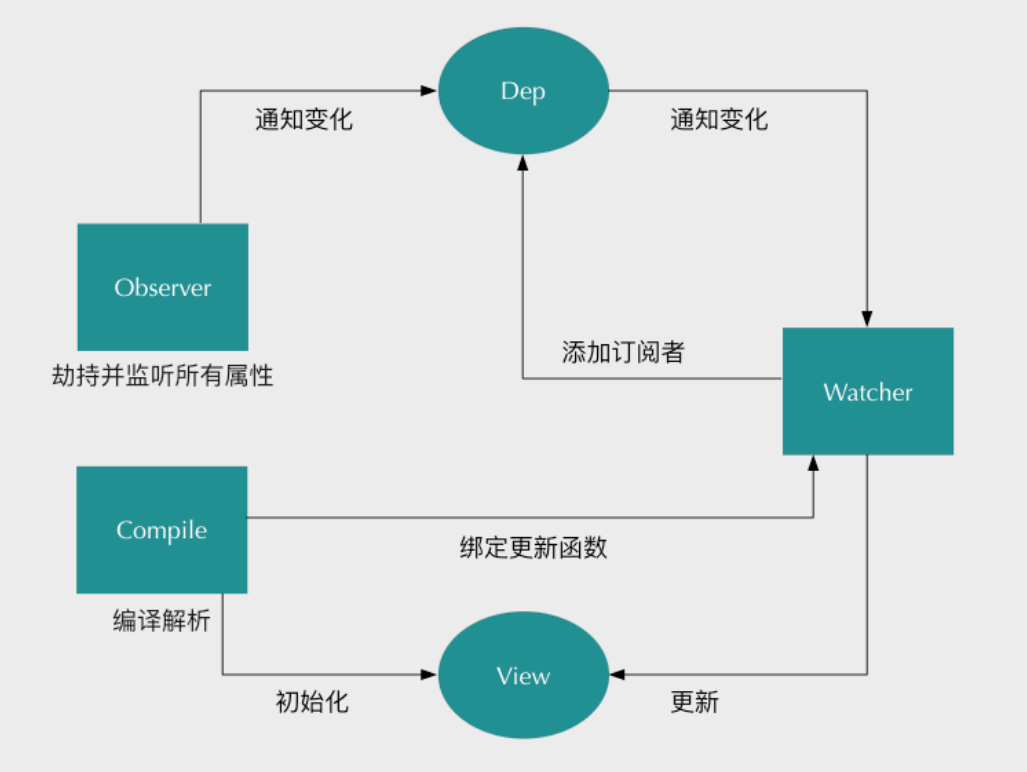 Dep
通知变化
通知变化
Observer
劫持并监听所有属性
添加订阅者
Watcher
Compile
绑定更新函数
编译解析
View
初始化
更新